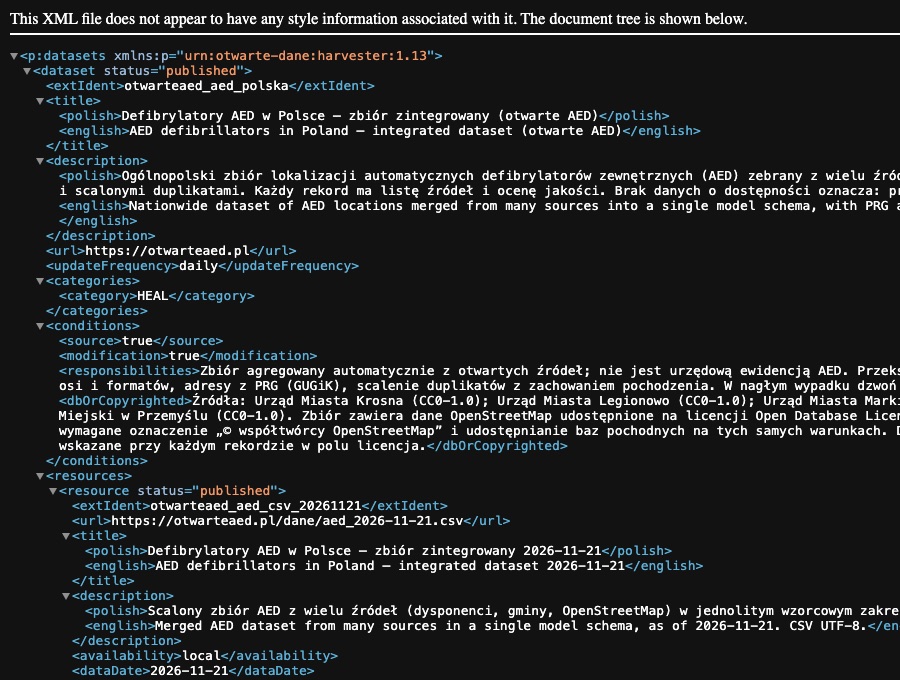 This XML file does not appear to have any style information associated with it. The document tree is shown below.
▼<p:datasets xmlns:p="urn:otwarte-dane:harvester:1.13">
▼<dataset status="published">
<extIdent>otwarteaed_aed_polska</extIdent>
▼<title>
<polish>Defibrylatory AED w Polsce – zbiór zintegrowany (otwarte AED)</polish>
<english>AED defibrillators in Poland – integrated dataset (otwarte AED)</english>
</title>
▼<description>
<polish>Ogólnopolski zbiór lokalizacji automatycznych defibrylatorów zewnętrznych (AED) zebrany z wielu źród
i scalonymi duplikatami. Każdy rekord ma listę źródeł i ocenę jakości. Brak danych o dostępności oznacza: pr
<english>Nationwide dataset of AED locations merged from many sources into a single model schema, with PRG a
</english>
</description>
<url>https://otwarteaed.pl</url>
<updateFrequency>daily</updateFrequency>
▼<categories>
<category>HEAL</category>
</categories>
▼<conditions>
<source>true</source>
<modification>true</modification>
<responsibilities>Zbiór agregowany automatycznie z otwartych źródeł; nie jest urzędową ewidencją AED. Przeks
osi i formatów, adresy z PRG (GUGiK), scalenie duplikatów z zachowaniem pochodzenia. W nagłym wypadku dzwoń
<dbOrCopyrighted>Źródła: Urząd Miasta Krosna (CC0-1.0); Urząd Miasta Legionowo (CC0-1.0); Urząd Miasta Mark
Miejski w Przemyślu (CC0-1.0). Zbiór zawiera dane OpenStreetMap udostępnione na licencji Open Database Licen
wymagane oznaczenie „© współtwórcy OpenStreetMap” i udostępnianie baz pochodnych na tych samych warunkach. D
wskazane przy każdym rekordzie w polu licencja.</dbOrCopyrighted>
</conditions>
▼<resources>
▼<resource status="published">
<extIdent>otwarteaed_aed_csv_20261121</extIdent>
<url>https://otwarteaed.pl/dane/aed_2026-11-21.csv</url>
▼<title>
<polish>Defibrylatory AED w Polsce – zbiór zintegrowany 2026-11-21</polish>
<english>AED defibrillators in Poland – integrated dataset 2026-11-21</english>
</title>
▼<description>
<polish>Scalony zbiór AED z wielu źródeł (dysponenci, gminy, OpenStreetMap) w jednolitym wzorcowym zakre
<english>Merged AED dataset from many sources in a single model schema, as of 2026-11-21. CSV UTF-8.</en
</description>
<availability>local</availability>
<dataDate>2026-11-21</dataDate>